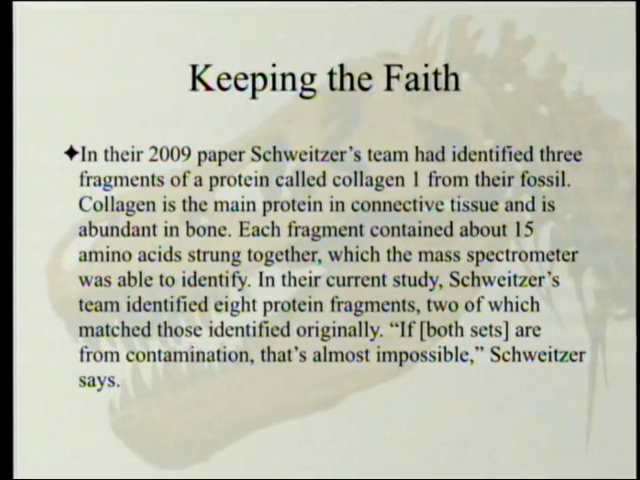 Keeping the Faith
✦In their 2009 paper Schweitzer's team had identified three
fragments of a protein called collagen 1 from their fossil.
Collagen is the main protein in connective tissue and is
abundant in bone. Each fragment contained about 15
amino acids strung together, which the mass spectrometer
was able to identify. In their current study, Schweitzer's
team identified eight protein fragments, two of which
matched those identified originally. “If [both sets] are
from contamination, that's almost impossible,” Schweitzer
says.